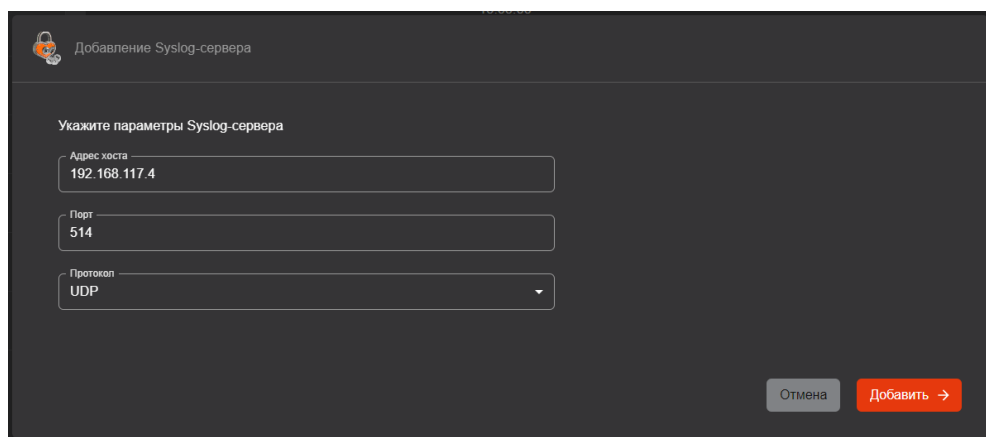 Добавление Syslog-сервера
Укажите параметры Syslog-сервера
Адрес хоста
192.168.117.4
Порт
514
Протокол
UDP
Отмена
Добавить →